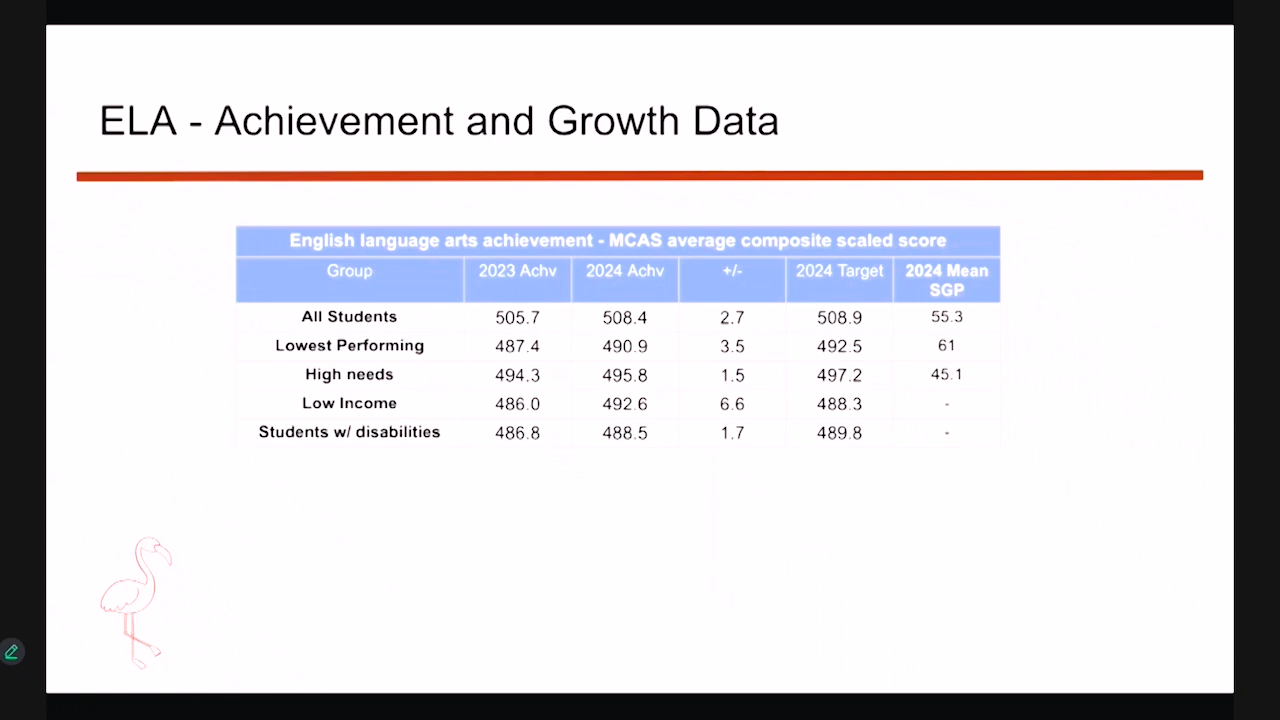 ELA - Achievement and Growth Data
English language arts achievement - MCAS average composite scaled score
Group 2023 Achv 2024 Achv +/- 2024 Target 2024 Mean SGP
All Students 505.7 508.4 2.7 508.9 55.3
Lowest Performing 487.4 490.9 3.5 492.5 61
High needs 494.3 495.8 1.5 497.2 45.1
Low Income 486.0 492.6 6.6 488.3 -
Students w/ disabilities 486.8 488.5 1.7 489.8 -